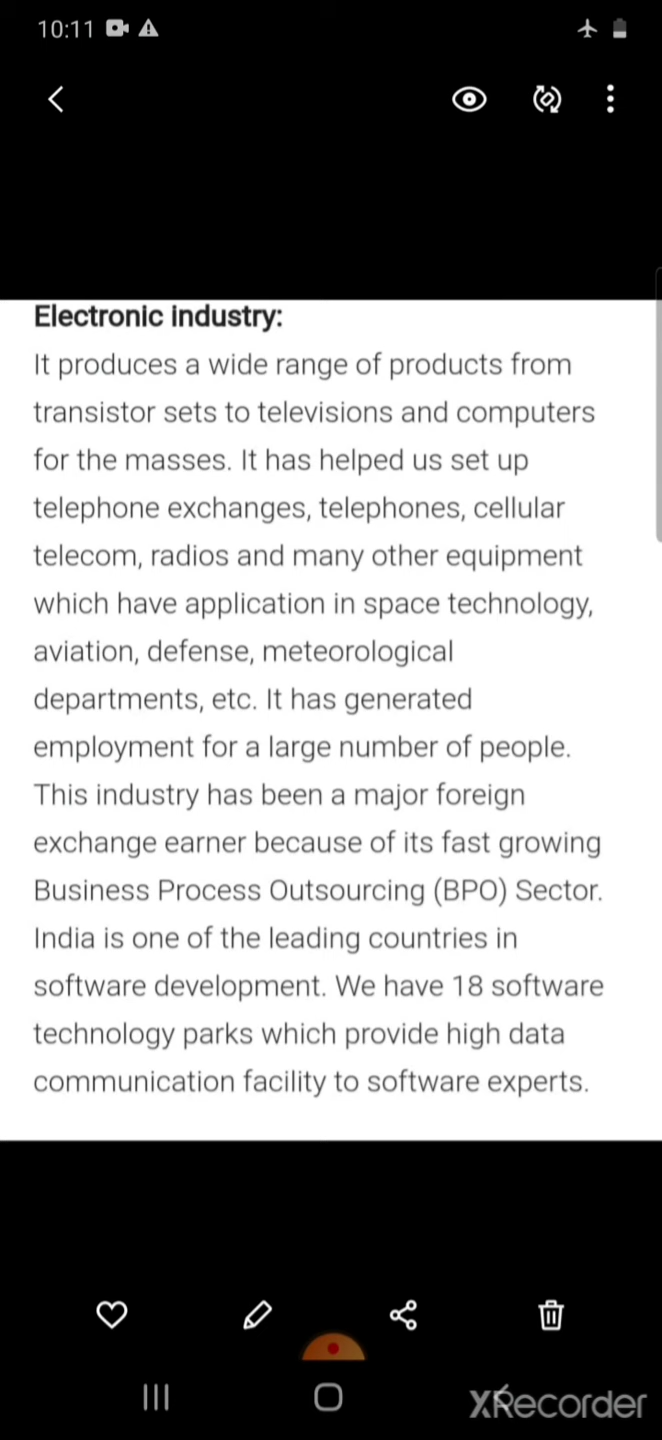 10:11
Electronic industry:
It produces a wide range of products from
transistor sets to televisions and computers
for the masses. It has helped us set up
telephone exchanges, telephones, cellular
telecom, radios and many other equipment
which have application in space technology,
aviation, defense, meteorological
departments, etc. It has generated
employment for a large number of people.
This industry has been a major foreign
exchange earner because of its fast growing
Business Process Outsourcing (BPO) Sector.
India is one of the leading countries in
software development. We have 18 software
technology parks which provide high data
communication facility to software experts.
XRecorder